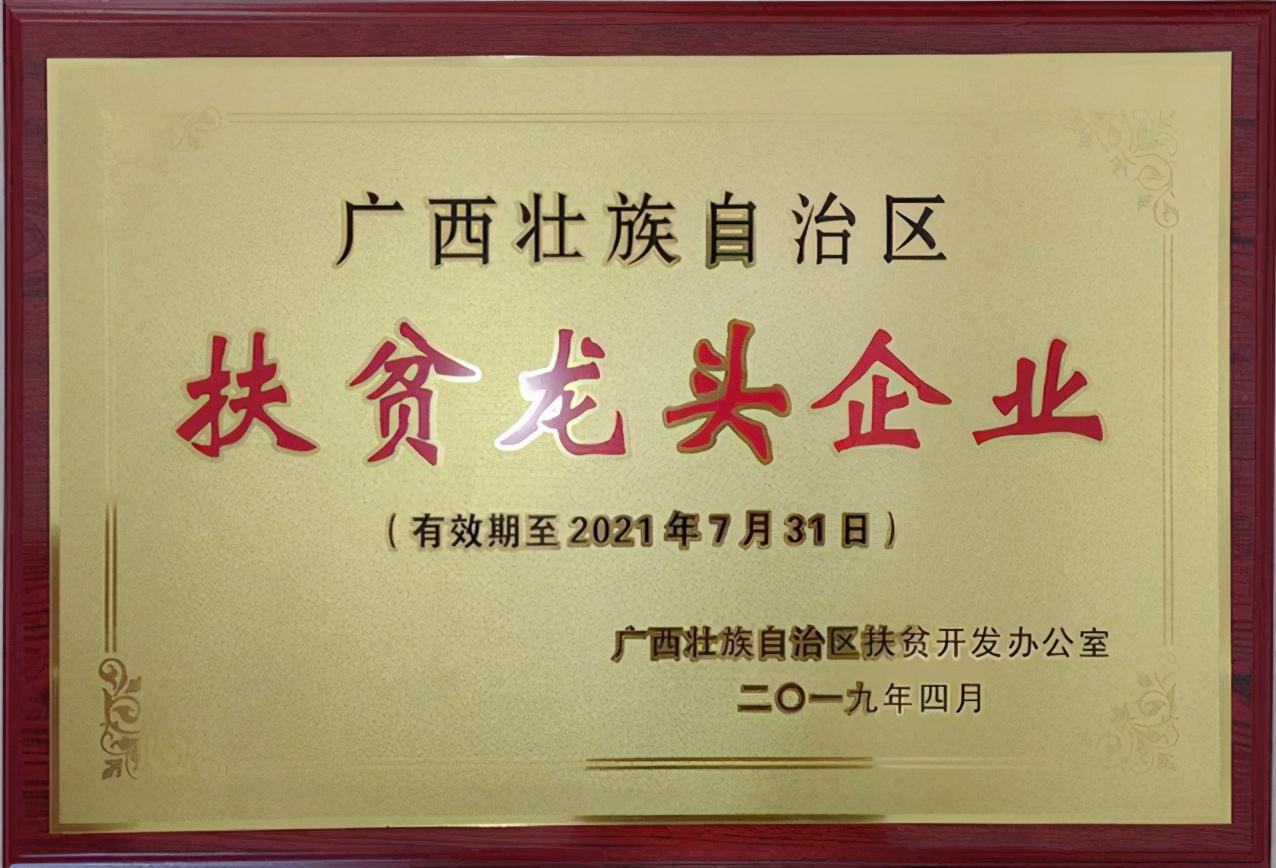 广西壮族自治区
扶贫龙头企业
（有效期至2021年7月31日）
广西壮族自治区扶贫开发办公室
二〇一九年四月